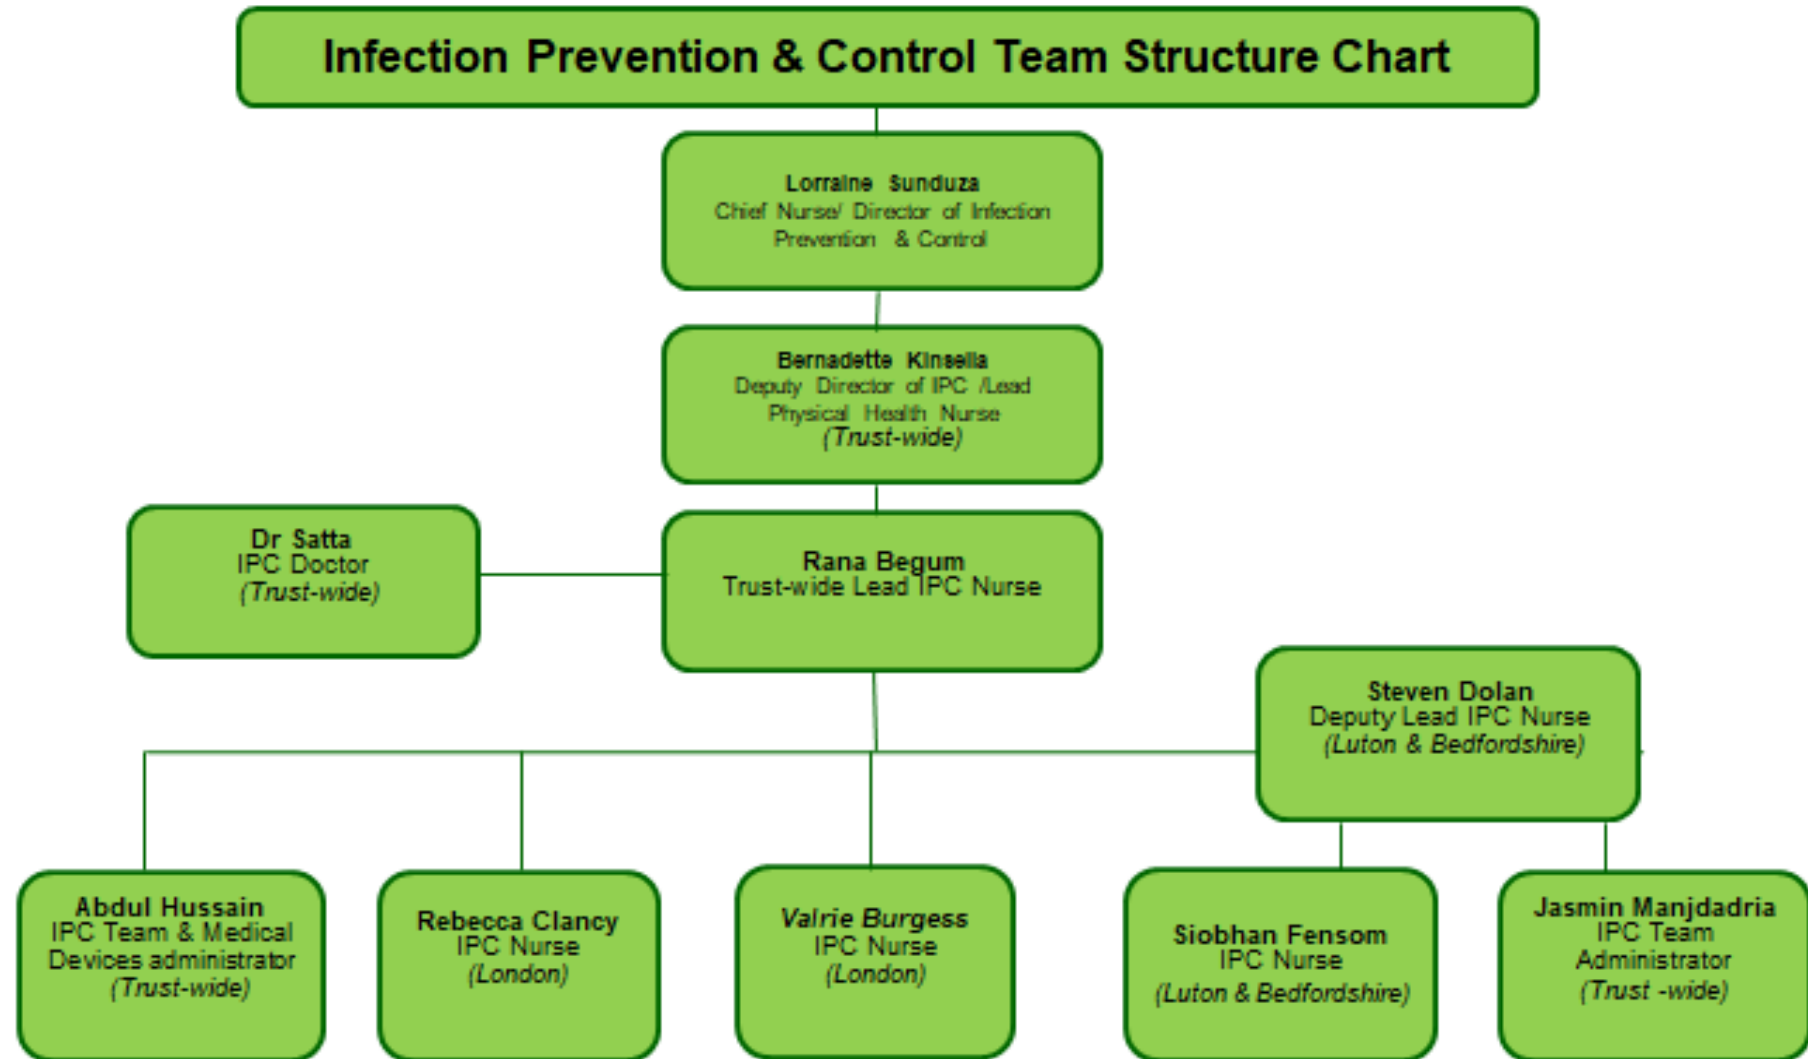 Infection Prevention & Control Team Structure Chart
Lorraine Sunduza
Chief Nurse/ Director of Infection
Prevention & Control
Bernadette Kinsella
Deputy Director of IPC /Lead
Physical Health Nurse
(Trust-wide)
Dr Satta
IPC Doctor
(Trust-wide)
Rana Begum
Trust-wide Lead IPC Nurse
Steven Dolan
Deputy Lead IPC Nurse
(Luton & Bedfordshire)
Abdul Hussain
IPC Team & Medical
Devices administrator
(Trust-wide)
Rebecca Clancy
IPC Nurse
(London)
Valrie Burgess
IPC Nurse
(London)
Siobhan Fensom
IPC Nurse
(Luton & Bedfordshire)
Jasmin Manjdadria
IPC Team
Administrator
(Trust -wide)